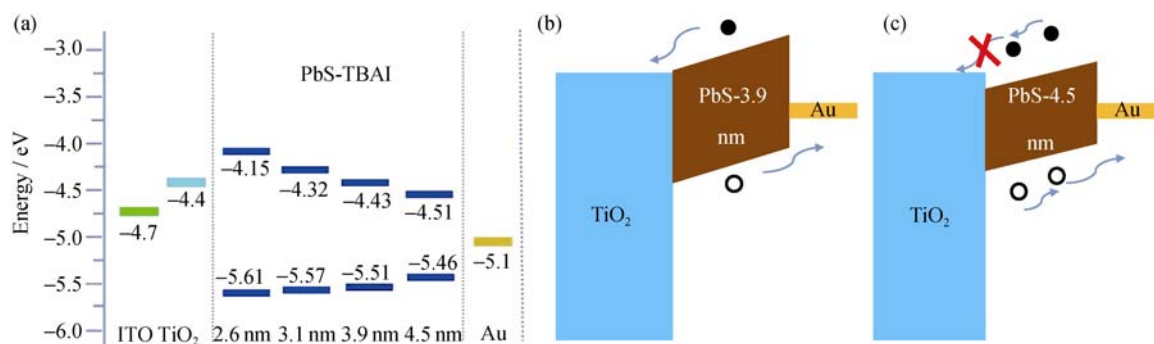 (a)
Energy / eV
−3.0
−3.5
−4.0
−4.5
−5.0
−5.5
−6.0
PbS-TBAI
−4.7
−4.4
−4.15
−4.32
−4.43
−4.51
−5.61
−5.57
−5.51
−5.46
−5.1
ITO TiO₂ 2.6 nm 3.1 nm 3.9 nm 4.5 nm Au
(b)
PbS-3.9
nm
Au
TiO₂
(c)
PbS-4.5
nm
Au
TiO₂